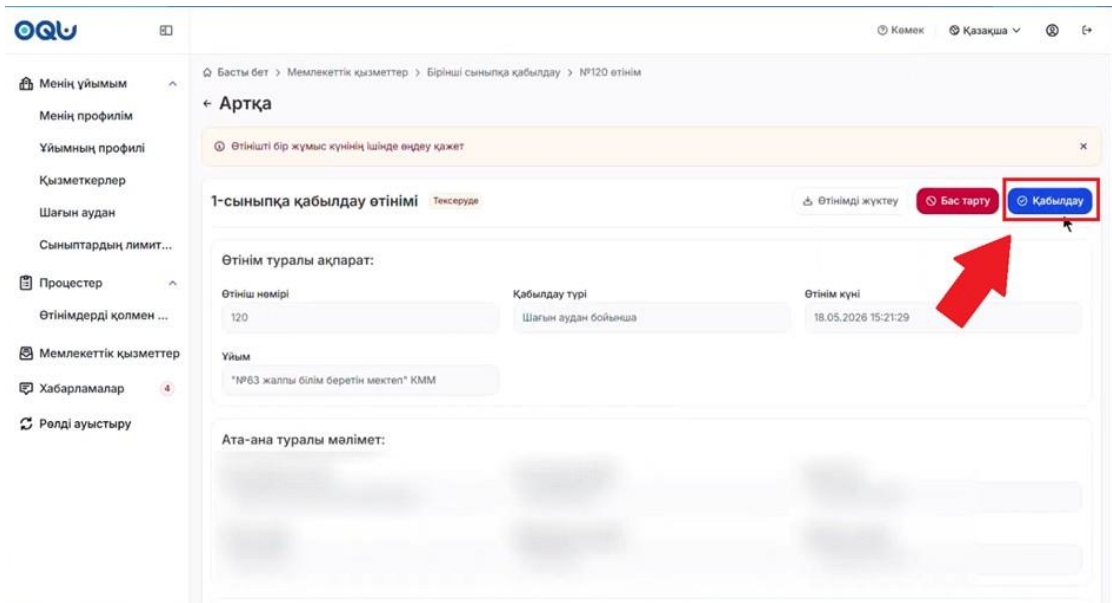 OQU
Көмек
Қазақша
Менің ұйымым
Менің профилім
Ұйымның профилі
Қызметкерлер
Шағын аудан
Сыныптардың лимит...
Процестер
Өтінімдерді қолмен ...
Мемлекеттік қызметтер
Хабарламалар 4
Рөлді ауыстыру
Басты бет > Мемлекеттік қызметтер > Бірінші сыныпка қабылдау > №120 өтінім
← Артқа
Өтінішті бір жұмыс күнінің ішінде өңдеу қажет
1-сыныпқа қабылдау өтінімі Тексеруде
Өтінімді жүктеу
Бас тарту
Қабылдау
Өтінім туралы ақпарат:
Өтініш нөмірі
Қабылдау түрі
Өтінім күні
120
Шағын аудан бойынша
18.05.2026 15:21:29
Ұйым
"№63 жалпы білім беретін мектеп" КММ
Ата-ана туралы мәлімет: